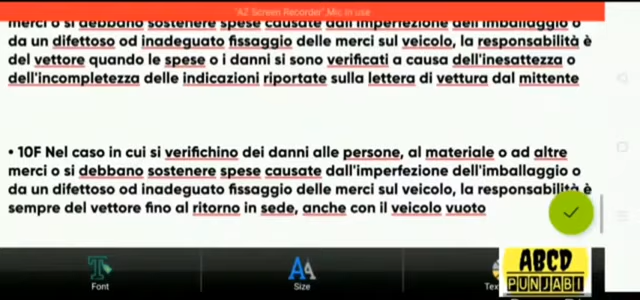 "AZ Screen Recorder",Mic in use
merci o si debbano sostenere spese causate dall'imperfezione dell'imballaggio o
da un difettoso od inadeguato fissaggio delle merci sul veicolo, la responsabilità è
del vettore quando le spese o i danni si sono verificati a causa dell'inesattezza o
dell'incompletezza delle indicazioni riportate sulla lettera di vettura dal mittente
• 10F Nel caso in cui si verifichino dei danni alle persone, al materiale o ad altre
merci o si debbano sostenere spese causate dall'imperfezione dell'imballaggio o
da un difettoso od inadeguato fissaggio delle merci sul veicolo, la responsabilità è
sempre del vettore fino al ritorno in sede, anche con il veicolo vuoto
Font
Size
Tex
ABCD
PUNJABI